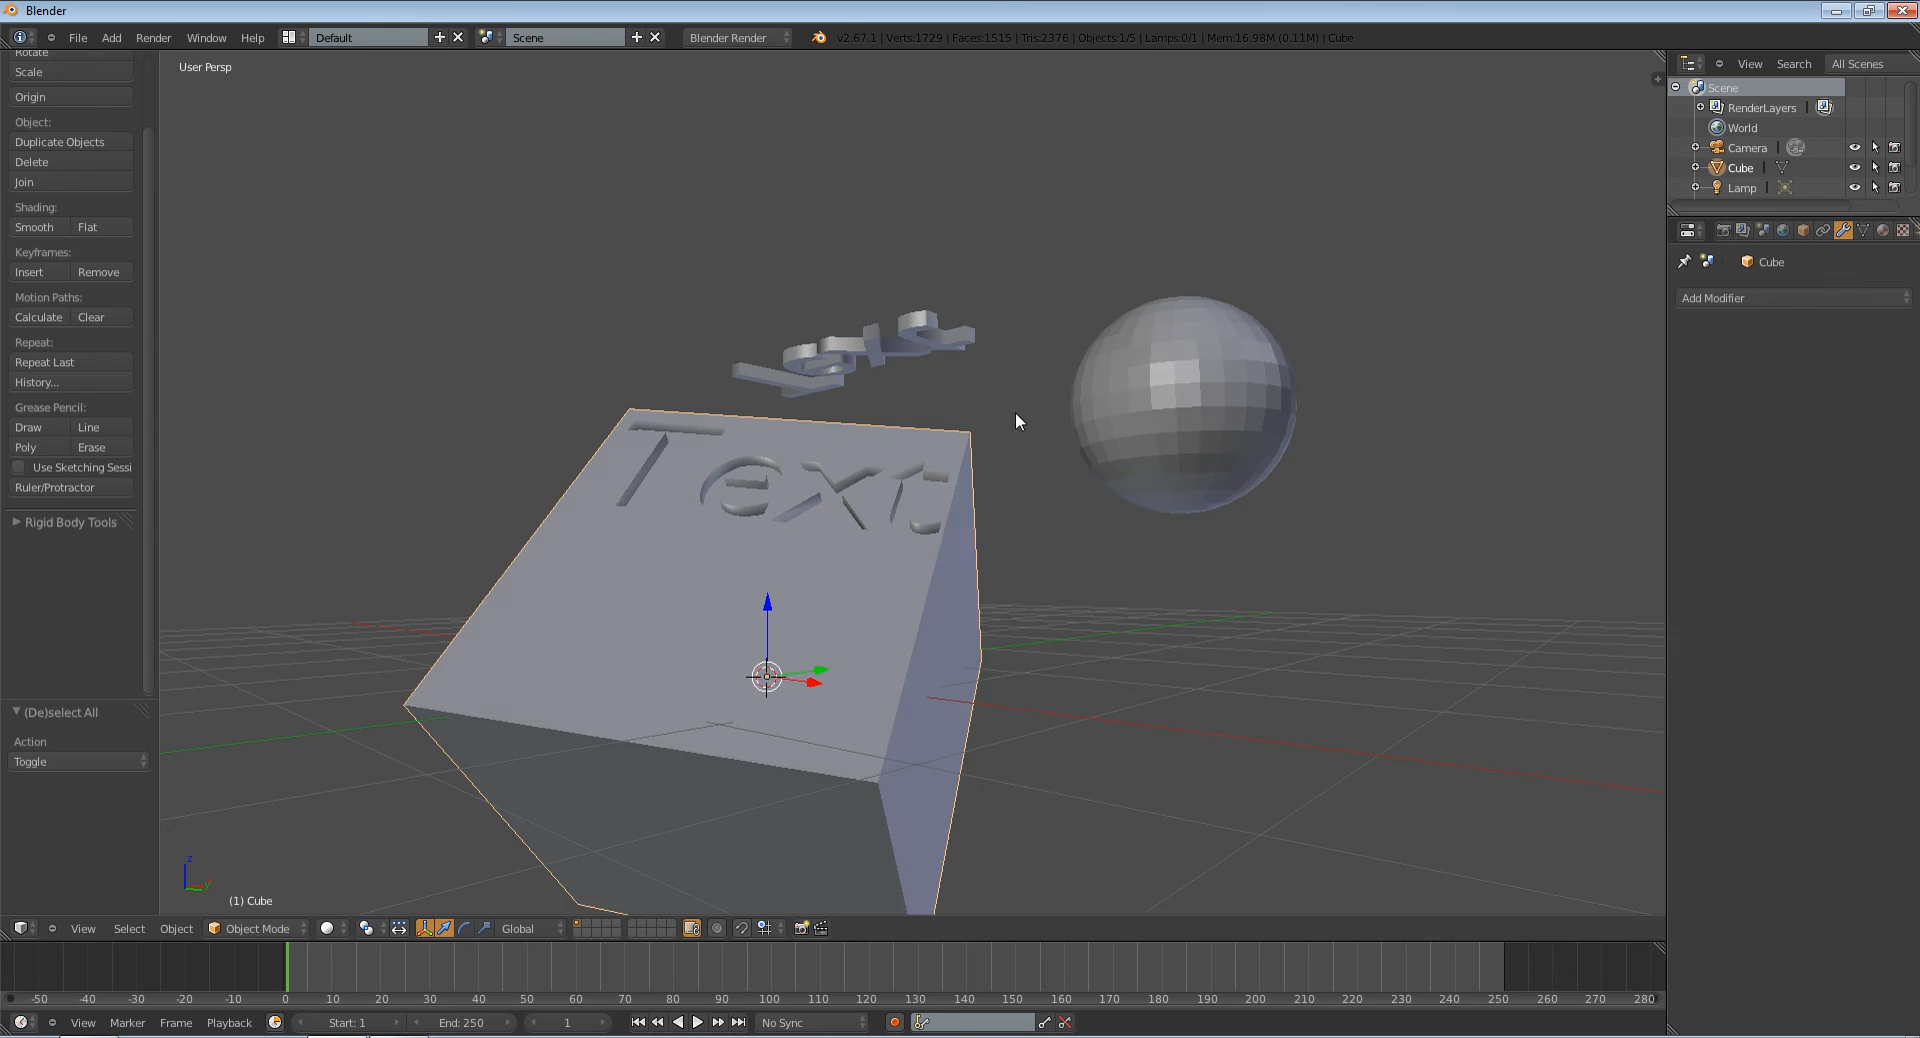 Blender
File Add Render Window Help Default Scene Blender Render v2.67.1 | Verts:1729 | Faces:1515 | Tris:2376 | Objects:1/5 | Lamps:0/1 | Mem:16.98M (0.11M) | Cube
Rotate
Scale
Origin
Object:
Duplicate Objects
Delete
Join
Shading:
Smooth Flat
Keyframes:
Insert Remove
Motion Paths:
Calculate Clear
Repeat:
Repeat Last
History...
Grease Pencil:
Draw Line
Poly Erase
Use Sketching Sessi
Ruler/Protractor
Rigid Body Tools
(De)select All
Action
Toggle
User Persp
Text
z
y
(1) Cube
View Search All Scenes
Scene
RenderLayers |
World
Camera |
Cube |
Lamp |
Cube
Add Modifier
View Select Object Object Mode Global
-50 -40 -30 -20 -10 0 10 20 30 40 50 60 70 80 90 100 110 120 130 140 150 160 170 180 190 200 210 220 230 240 250 260 270 280
View Marker Frame Playback Start: 1 End: 250 1 No Sync